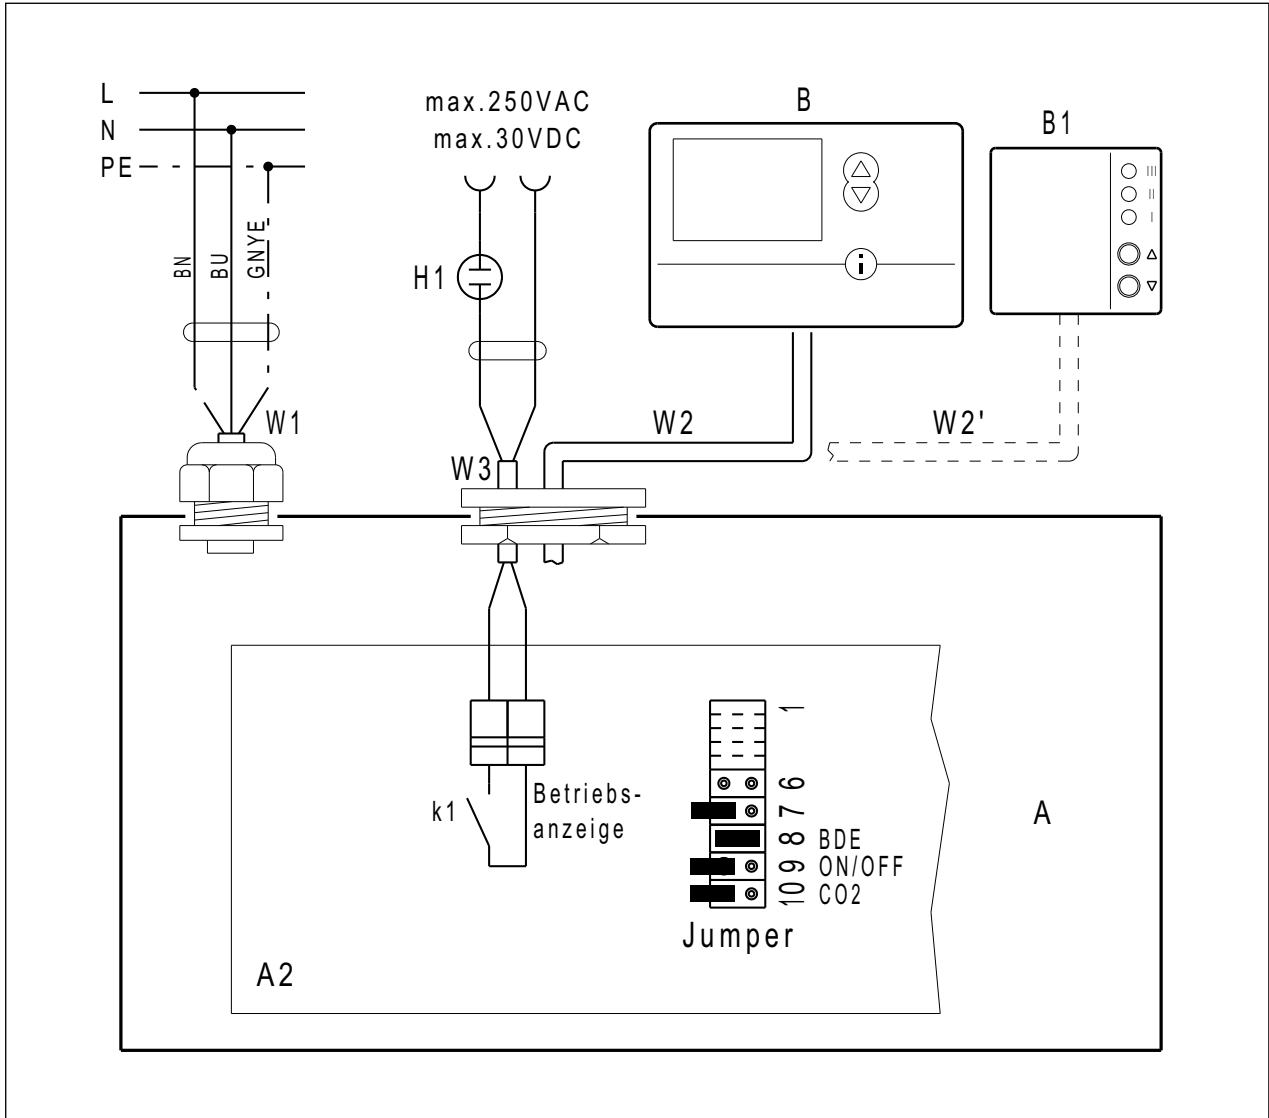 L
N
PE
BN
BU
GNYE
W1
max.250VAC
max.30VDC
H1
W3
B
i
B1
III
II
I
W2
W2'
k1
Betriebs-
anzeige
1
6
7
8 BDE
9 ON/OFF
10 CO2
Jumper
A
A2